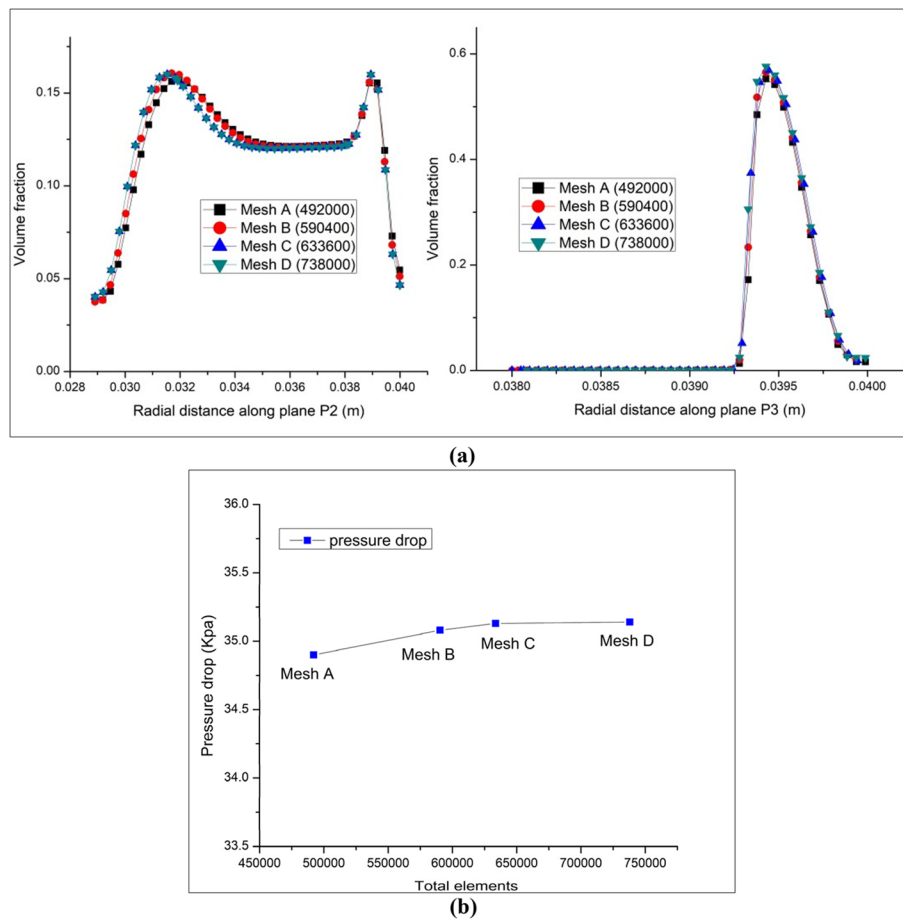 0.15
0.10
0.05
0.00
Volume fraction
Mesh A (492000)
Mesh B (590400)
Mesh C (633600)
Mesh D (738000)
0.028 0.030 0.032 0.034 0.036 0.038 0.040
Radial distance along plane P2 (m)
0.6
0.4
0.2
0.0
Volume fraction
Mesh A (492000)
Mesh B (590400)
Mesh C (633600)
Mesh D (738000)
0.0380 0.0385 0.0390 0.0395 0.0400
Radial distance along plane P3 (m)
(a)
36.0
35.5
35.0
34.5
34.0
33.5
Pressure drop (Kpa)
pressure drop
Mesh A
Mesh B
Mesh C
Mesh D
450000 500000 550000 600000 650000 700000 750000
Total elements
(b)